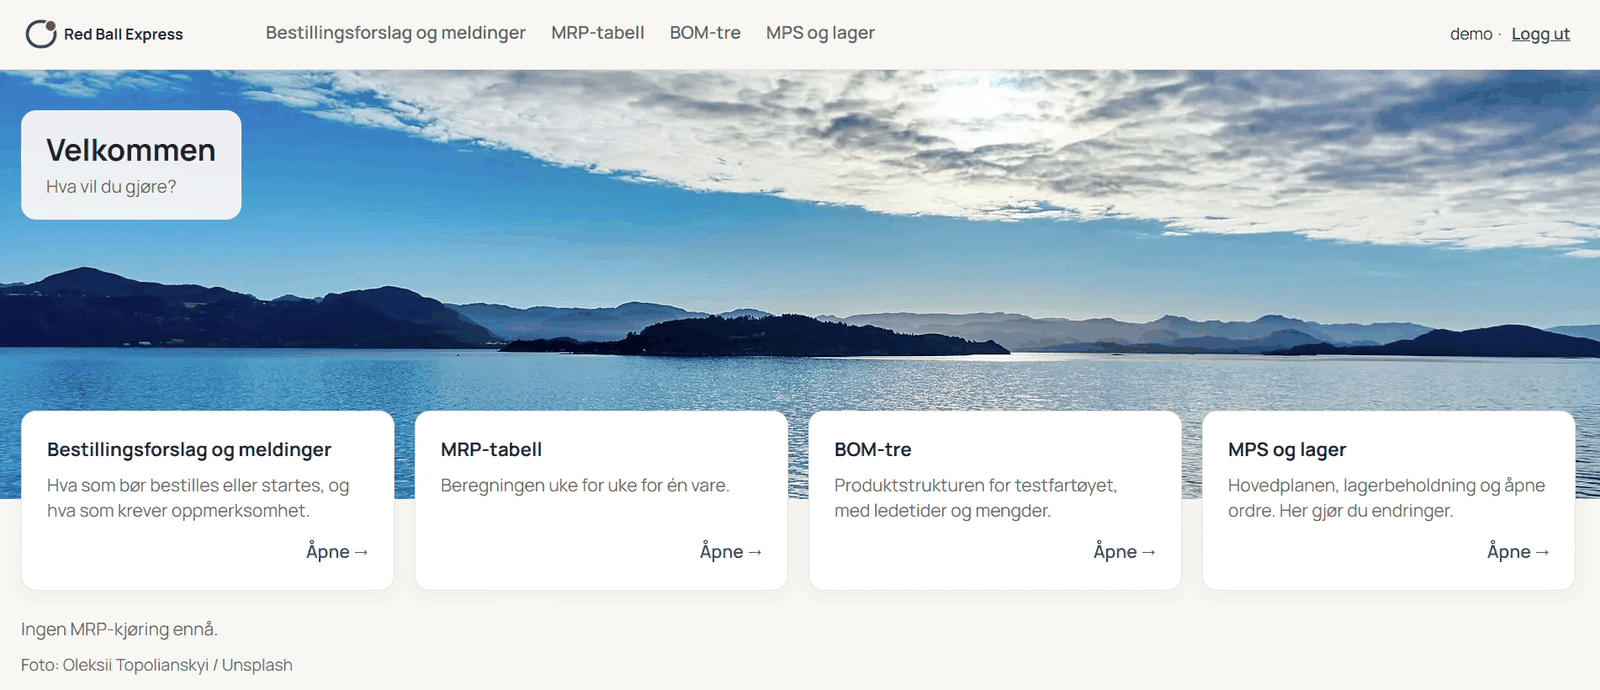 Red Ball Express
Bestillingsforslag og meldinger
MRP-tabell
BOM-tre
MPS og lager
demo · Logg ut
Velkommen
Hva vil du gjøre?
Bestillingsforslag og meldinger
Hva som bør bestilles eller startes, og
hva som krever oppmerksomhet.
Åpne →
MRP-tabell
Beregningen uke for uke for én vare.
Åpne →
BOM-tre
Produktstrukturen for testfartøyet,
med ledetider og mengder.
Åpne →
MPS og lager
Hovedplanen, lagerbeholdning og åpne
ordre. Her gjør du endringer.
Åpne →
Ingen MRP-kjøring ennå.
Foto: Oleksii Topolianskyi / Unsplash